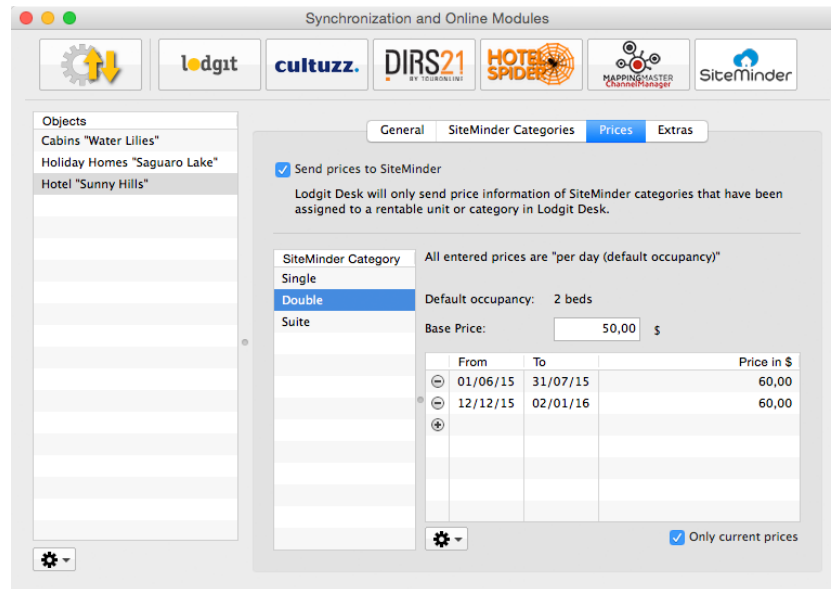 Synchronization and Online Modules
lodgit
cultuzz.
DIRS21
BY TOURONLINE
HOTEL
SPIDER
MAPPINGMASTER
ChannelManager
SiteMinder
Objects
Cabins "Water Lilies"
Holiday Homes "Saguaro Lake"
Hotel "Sunny Hills"
General SiteMinder Categories Prices Extras
Send prices to SiteMinder
Lodgit Desk will only send price information of SiteMinder categories that have been
assigned to a rentable unit or category in Lodgit Desk.
SiteMinder Category
Single
Double
Suite
All entered prices are "per day (default occupancy)"
Default occupancy: 2 beds
Base Price: 50,00 $
From To Price in $
01/06/15 31/07/15 60,00
12/12/15 02/01/16 60,00
Only current prices